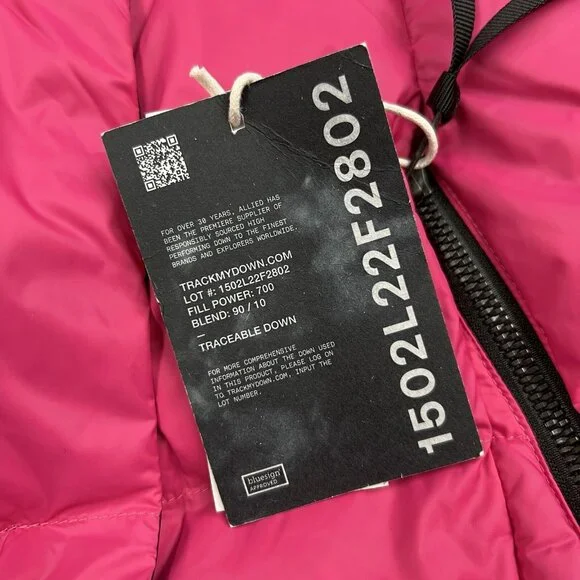 FOR OVER 30 YEARS, ALLIED HAS
BEEN THE PREMIERE SUPPLIER OF
RESPONSIBLY SOURCED HIGH
PERFORMING DOWN TO THE FINEST
BRANDS AND EXPLORERS WORLDWIDE.
TRACKMYDOWN.COM
LOT #: 1502L22F2802
FILL POWER: 700
BLEND: 90 / 10
—
TRACEABLE DOWN
FOR MORE COMPREHENSIVE
INFORMATION ABOUT THE DOWN USED
IN THIS PRODUCT, PLEASE LOG ON
TO TRACKMYDOWN.COM, INPUT THE
LOT NUMBER.
bluesign
APPROVED
1502L22F2802